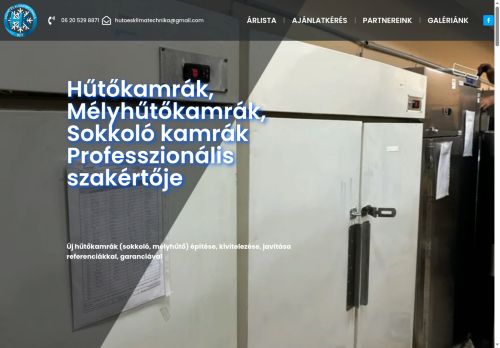 06 20 529 8871
hutoesklimatechnika@gmail.com
ÁRLISTA
AJÁNLATKÉRÉS
PARTNEREINK
GALÉRIÁNK
Hűtőkamrák,
Mélyhűtőkamrák,
Sokkoló kamrák
Professzionális
szakértője
Új hűtőkamrák (sokkoló, mélyhűtő) építése, kivitelezése, javítása
referenciákkal, garanciával